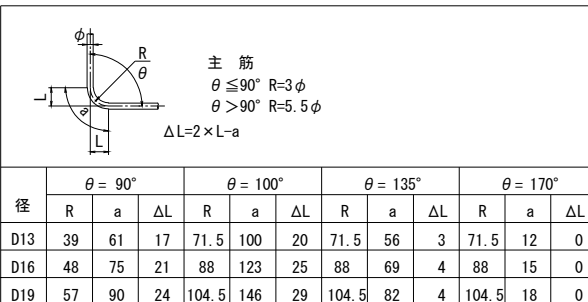 φ
R
θ
L
a
L
主 筋
θ≦90° R=3φ
θ>90° R=5.5φ
ΔL=2×L-a
径 θ= 90° θ= 100° θ= 135° θ= 170°
R a ΔL R a ΔL R a ΔL R a ΔL
D13 39 61 17 71.5 100 20 71.5 56 3 71.5 12 0
D16 48 75 21 88 123 25 88 69 4 88 15 0
D19 57 90 24 104.5 146 29 104.5 82 4 104.5 18 0